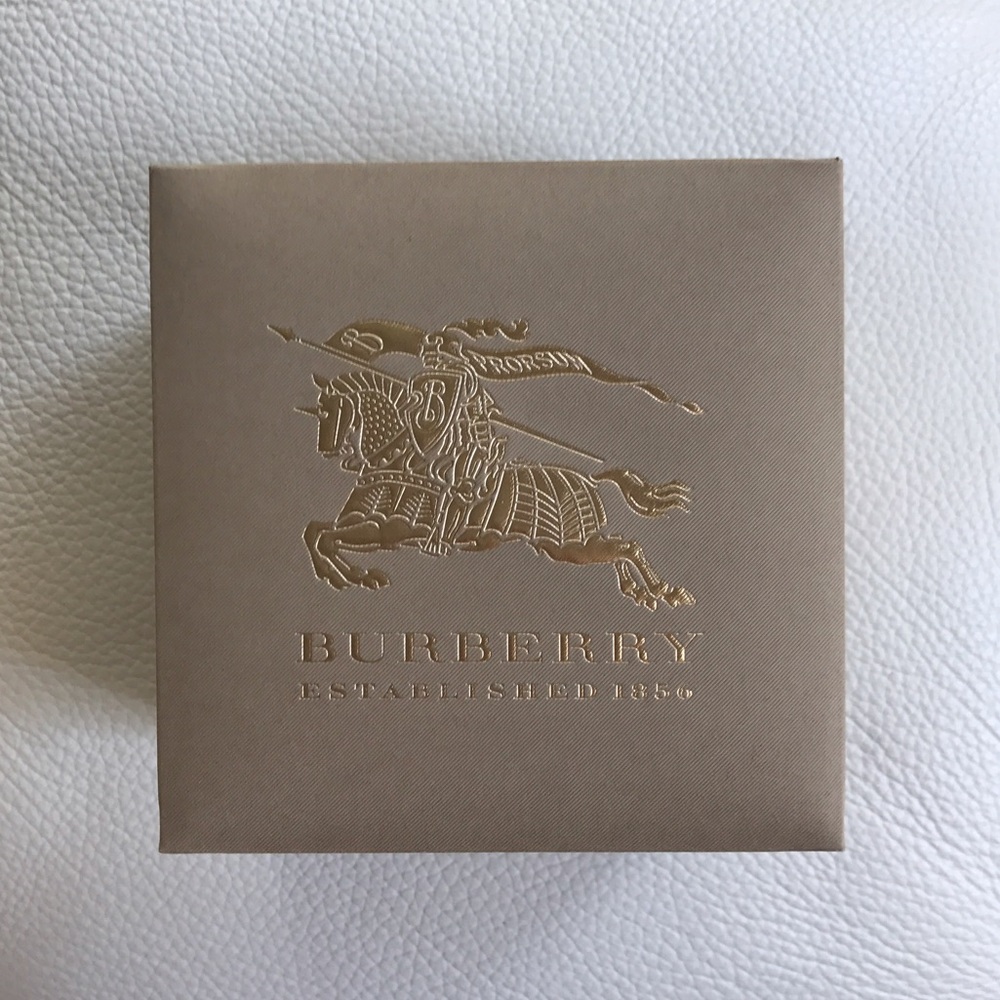 B
PRORSUM
B
BURBERRY
ESTABLISHED 1856